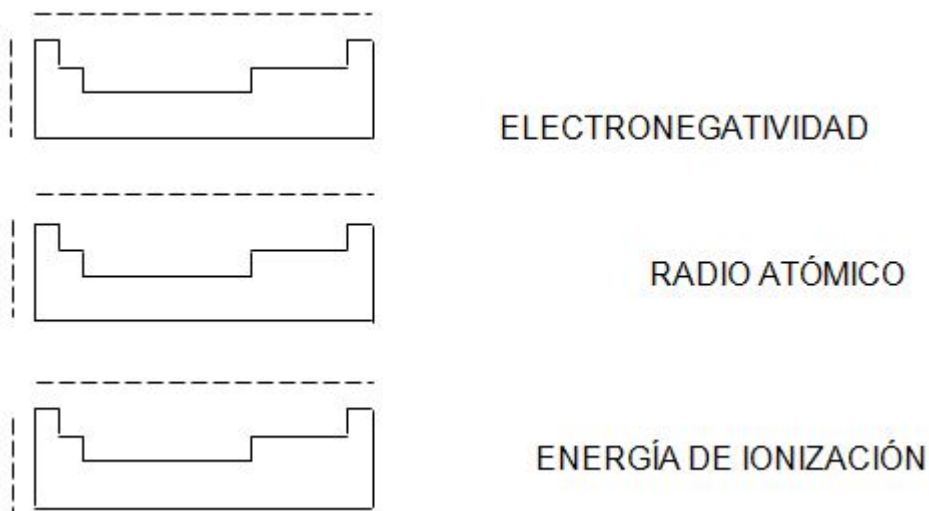 ELECTRONEGATIVIDAD
RADIO ATÓMICO
ENERGÍA DE IONIZACIÓN